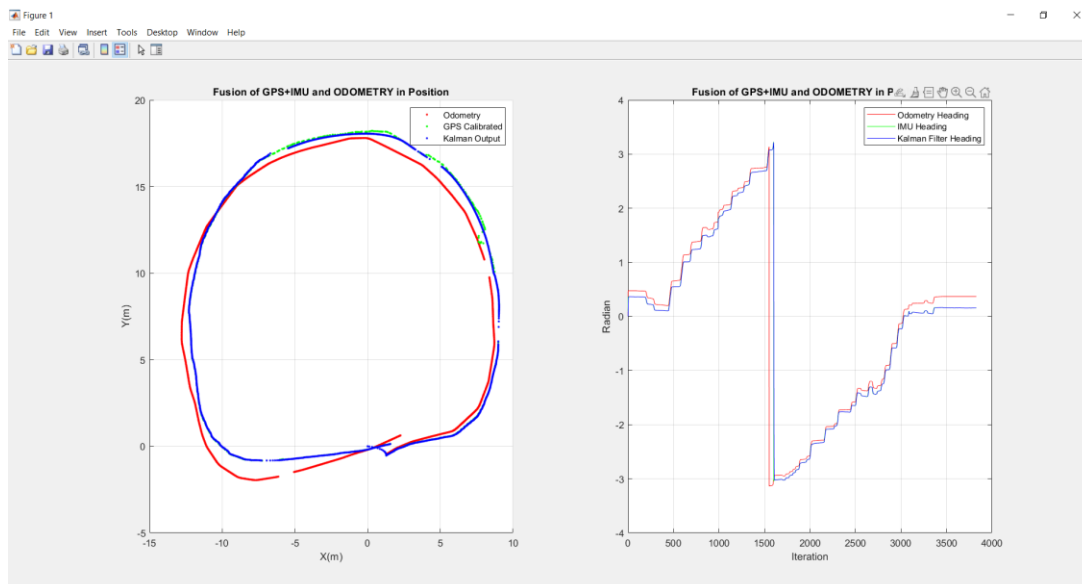 Figure 1
File Edit View Insert Tools Desktop Window Help
Fusion of GPS+IMU and ODOMETRY in Position
Odometry
GPS Calibrated
Kalman Output
20
15
10
5
0
-5
Y(m)
-15 -10 -5 0 5 10
X(m)
Fusion of GPS+IMU and ODOMETRY in P
Odometry Heading
IMU Heading
Kalman Filter Heading
4
3
2
1
0
-1
-2
-3
-4
Radian
0 500 1000 1500 2000 2500 3000 3500 4000
Iteration